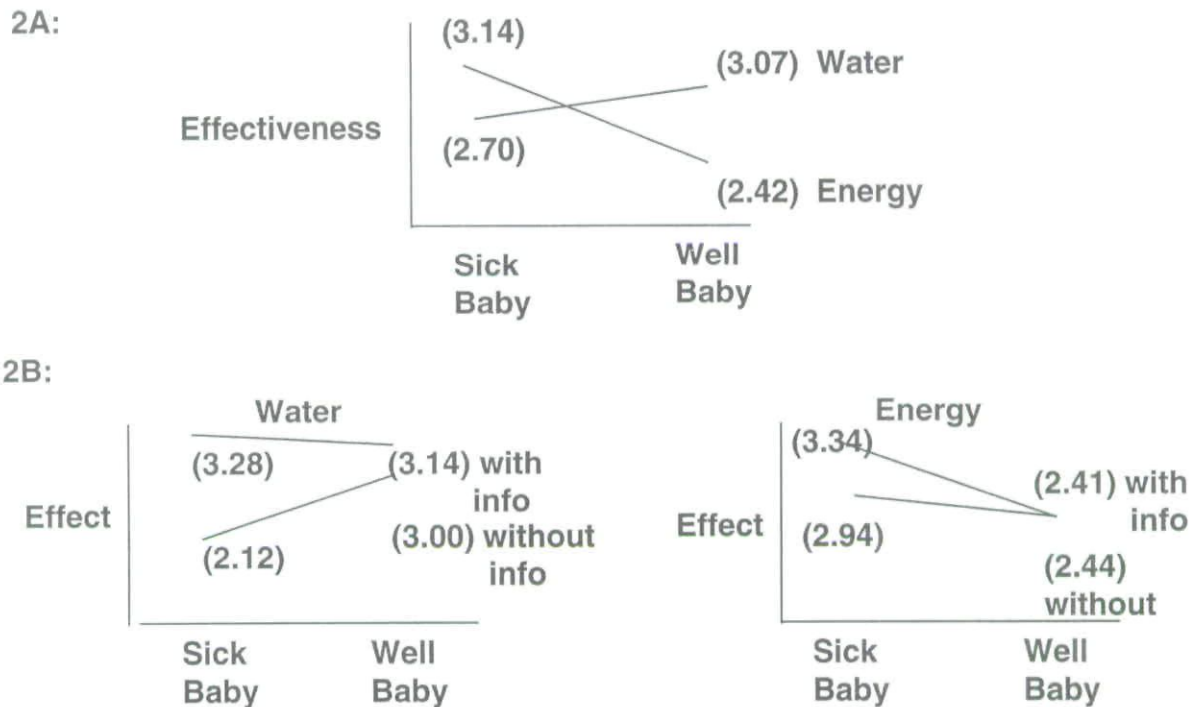 2A:
(3.14)
(3.07) Water
Effectiveness
(2.70)
(2.42) Energy
Sick
Baby
Well
Baby
2B:
Water
(3.28)
(3.14) with
info
Effect
(2.12)
(3.00) without
info
Sick
Baby
Well
Baby
Energy
(3.34)
(2.41) with
info
Effect
(2.94)
(2.44)
without
Sick
Baby
Well
Baby